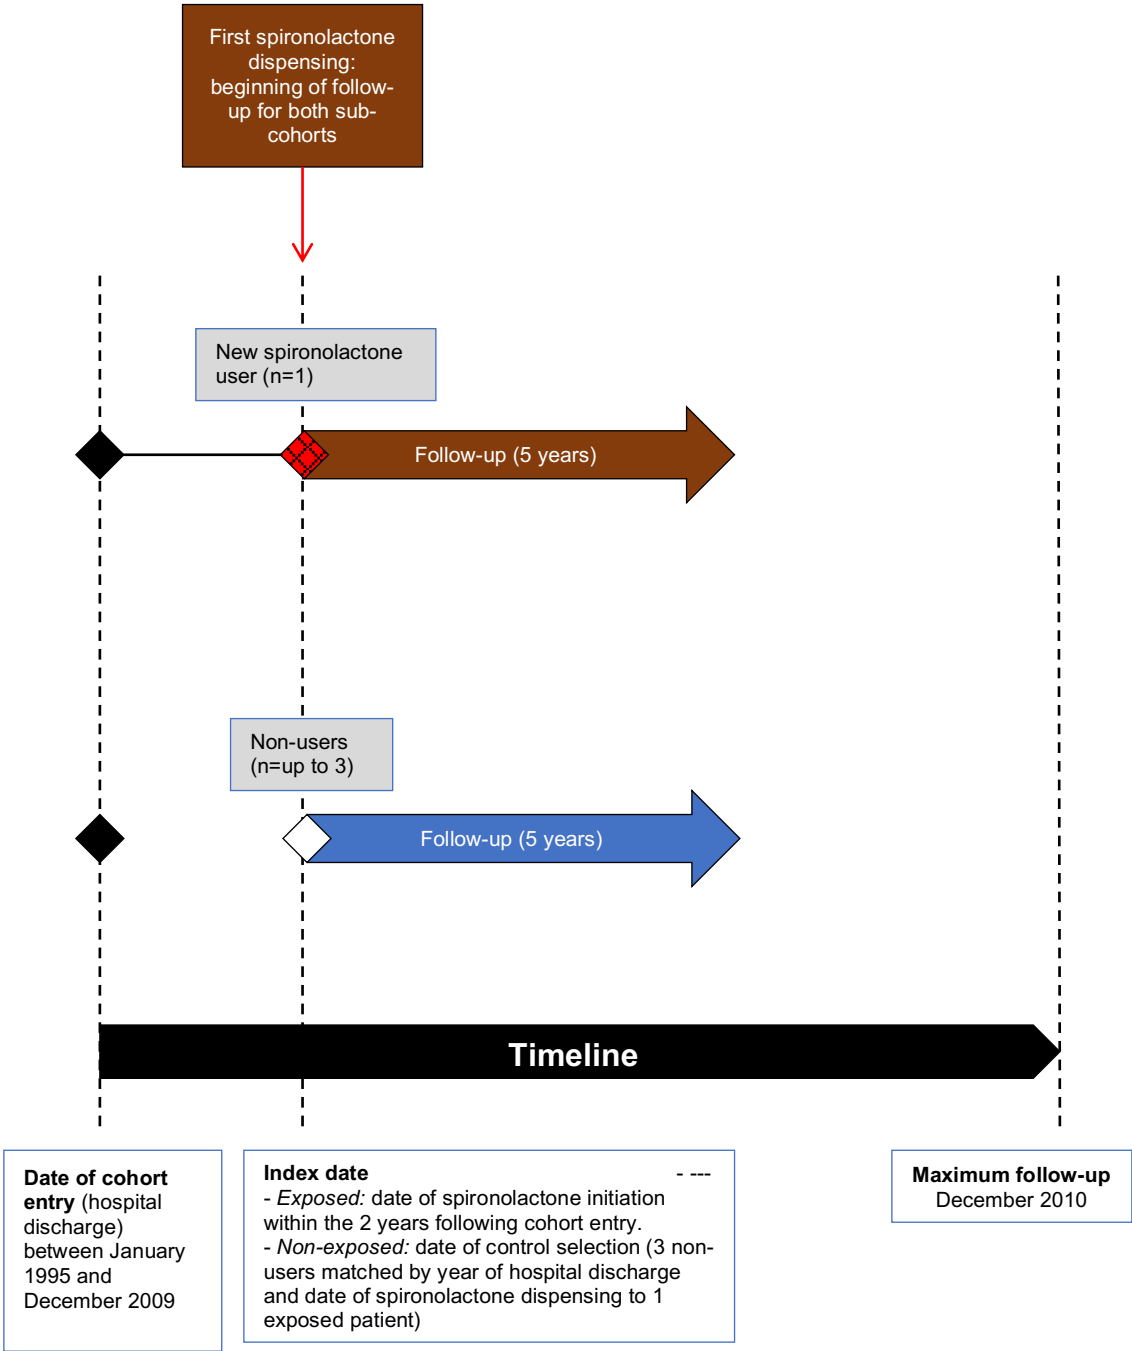 First spironolactone
dispensing:
beginning of follow-
up for both sub-
cohorts
New spironolactone
user (n=1)
Follow-up (5 years)
Non-users
(n=up to 3)
Follow-up (5 years)
Timeline
Date of cohort
entry (hospital
discharge)
between January
1995 and
December 2009
Index date - ---
- Exposed: date of spironolactone initiation
within the 2 years following cohort entry.
- Non-exposed: date of control selection (3 non-
users matched by year of hospital discharge
and date of spironolactone dispensing to 1
exposed patient)
Maximum follow-up
December 2010